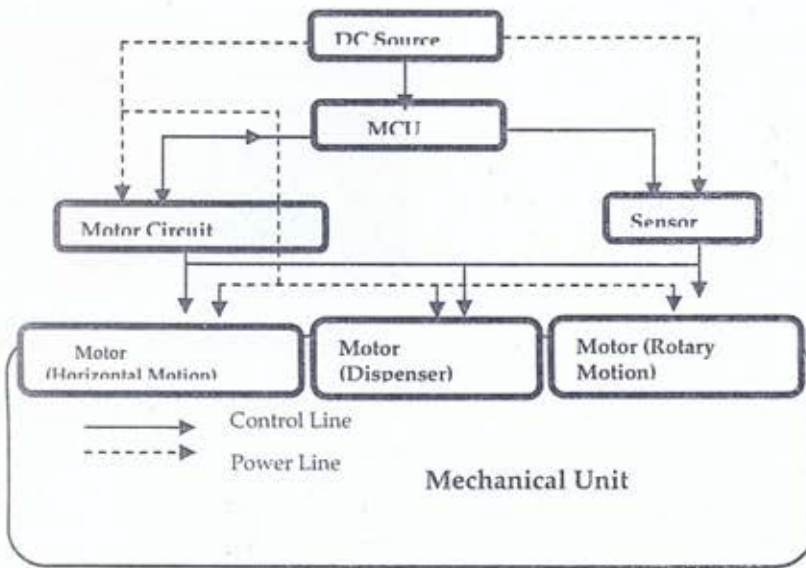 DC Source
MCU
Motor Circuit
Sensor
Motor
(Horizontal Motion)
Motor
(Dispenser)
Motor (Rotary
Motion)
Control Line
Power Line
Mechanical Unit